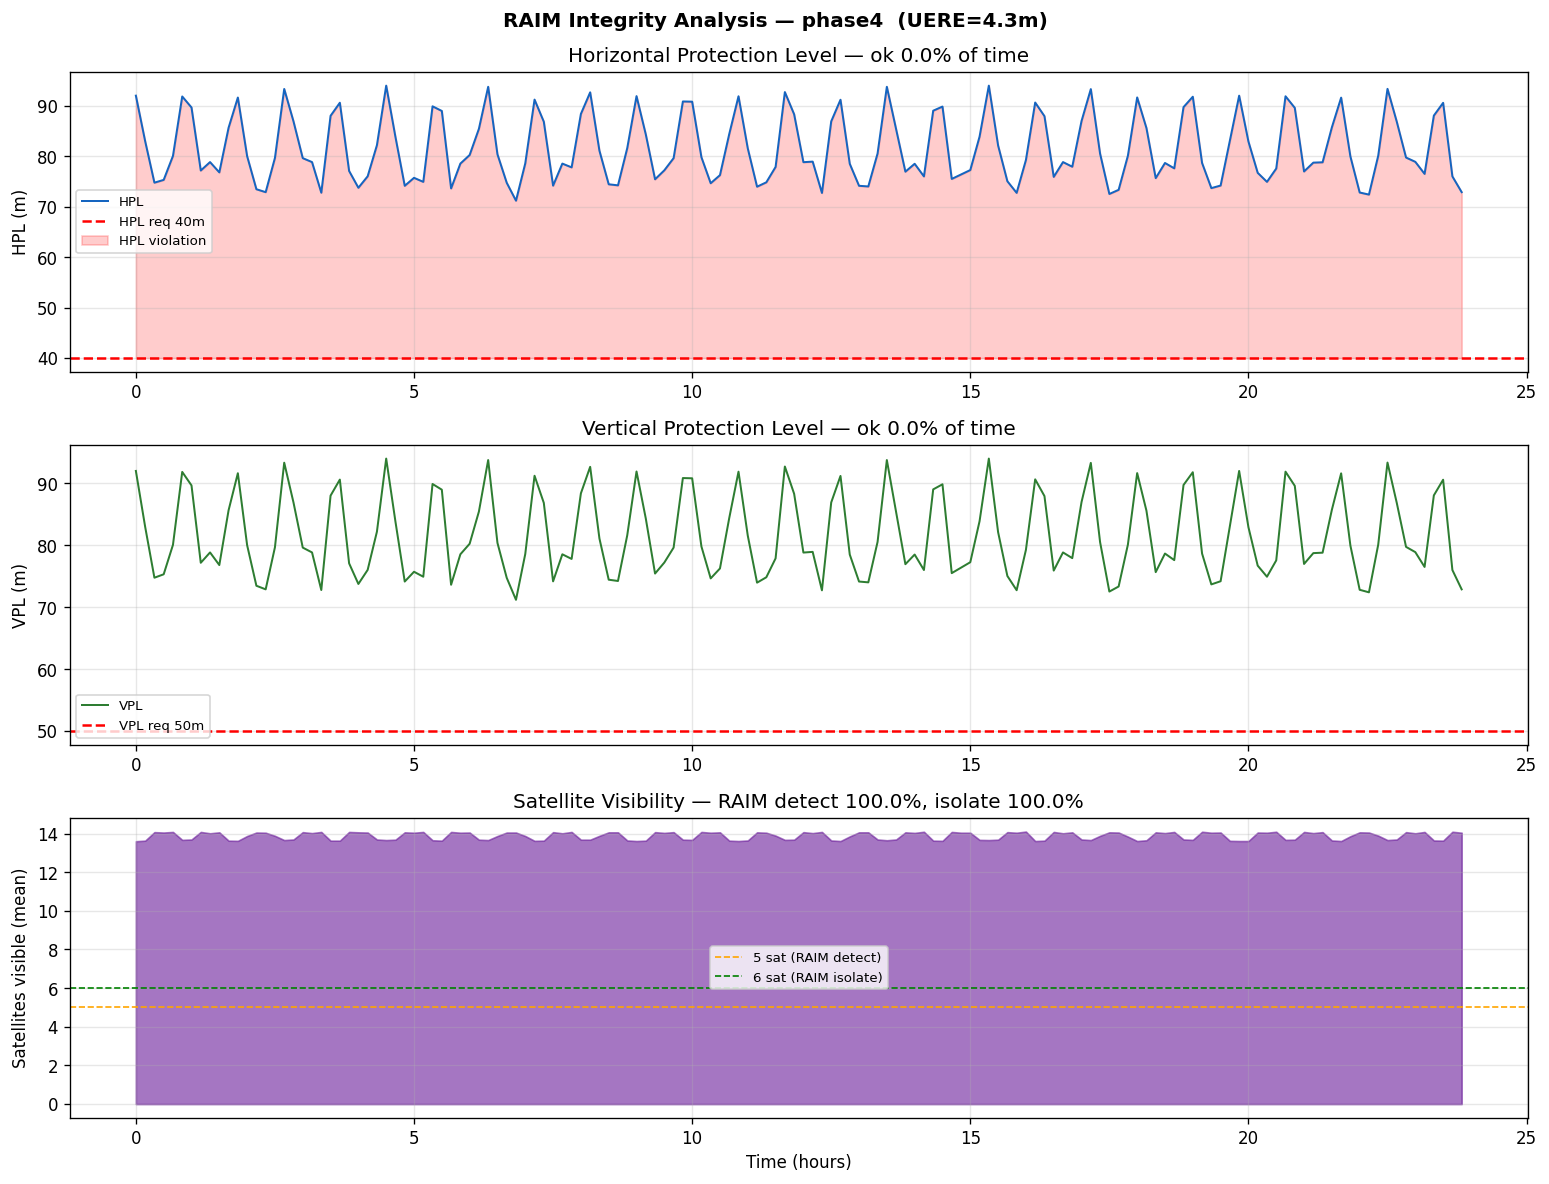 RAIM Integrity Analysis — phase4  (UERE=4.3m)
Horizontal Protection Level — ok 0.0% of time
HPL (m)
90
80
70
60
50
40
HPL
HPL req 40m
HPL violation
0 5 10 15 20 25
Vertical Protection Level — ok 0.0% of time
VPL (m)
90
80
70
60
50
VPL
VPL req 50m
0 5 10 15 20 25
Satellite Visibility — RAIM detect 100.0%, isolate 100.0%
Satellites visible (mean)
14
12
10
8
6
4
2
0
5 sat (RAIM detect)
6 sat (RAIM isolate)
0 5 10 15 20 25
Time (hours)